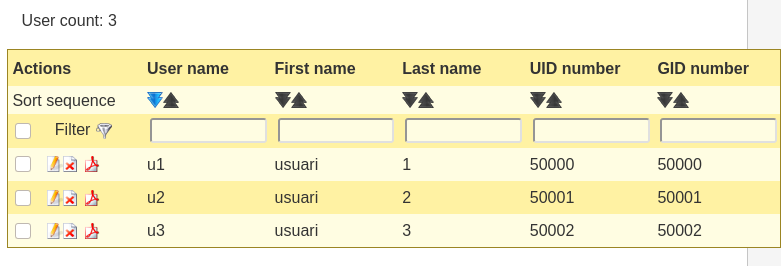 User count: 3
Actions User name First name Last name UID number GID number
Sort sequence
Filter
u1 usuari 1 50000 50000
u2 usuari 2 50001 50001
u3 usuari 3 50002 50002